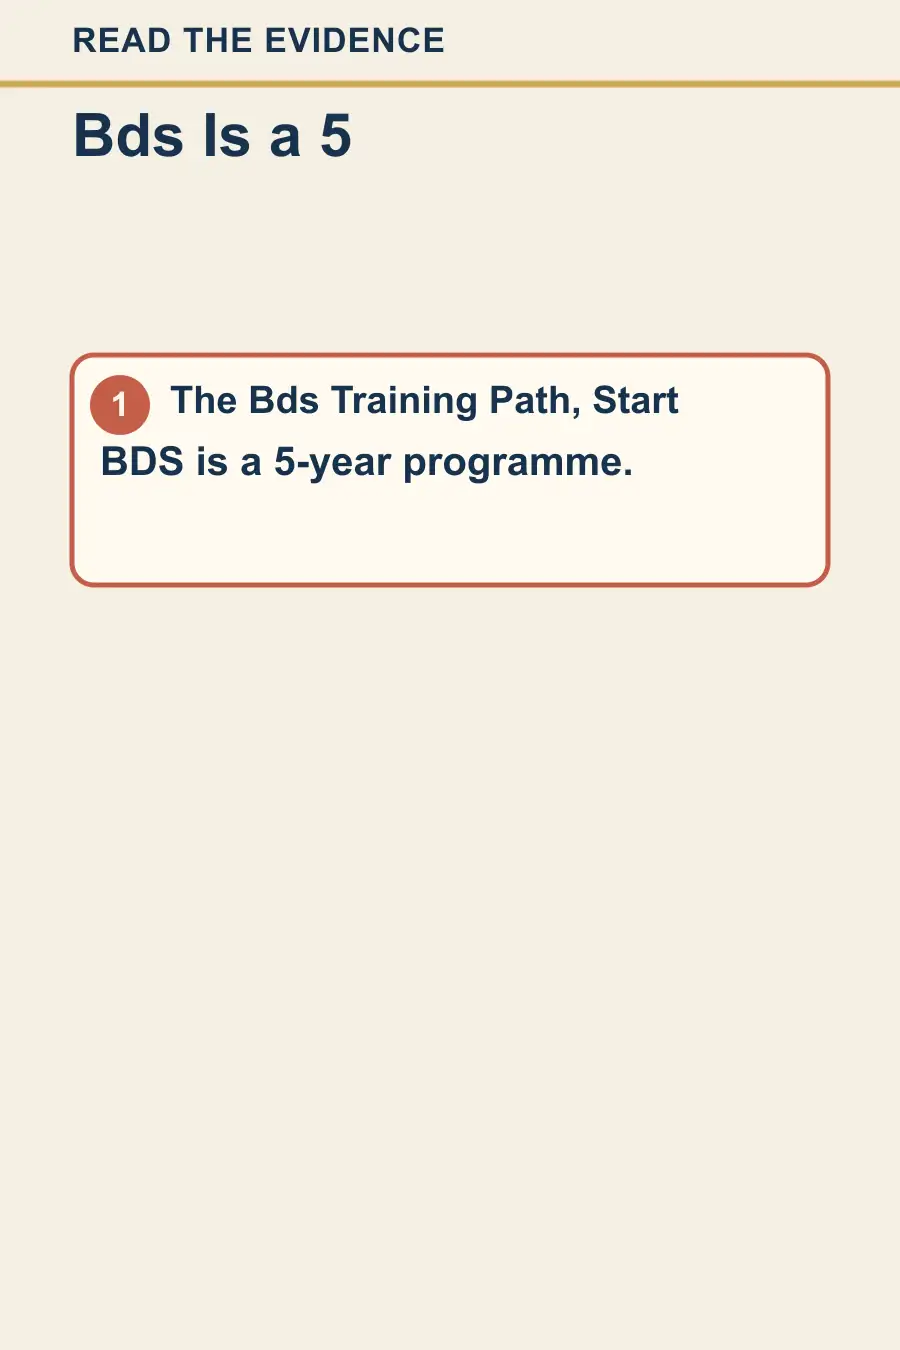 READ THE EVIDENCE
Bds Is a 5
1 The Bds Training Path, Start
BDS is a 5-year programme.